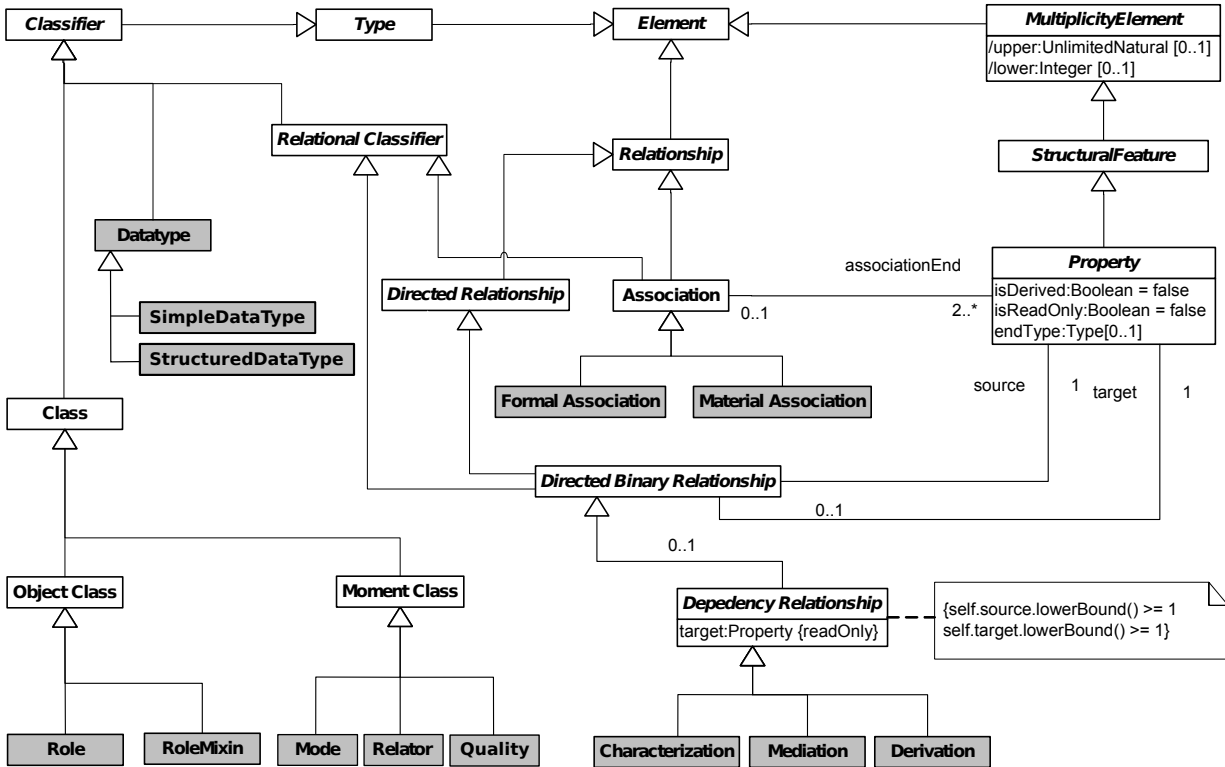 Classifier
Type
Element
MultiplicityElement
/upper:UnlimitedNatural [0..1]
/lower:Integer [0..1]
Relational Classifier
Relationship
StructuralFeature
Datatype
Directed Relationship
Association
associationEnd
0..1
2..*
Property
isDerived:Boolean = false
isReadOnly:Boolean = false
endType:Type[0..1]
SimpleDataType
StructuredDataType
Formal Association
Material Association
source
1
target
1
Class
Directed Binary Relationship
0..1
0..1
Object Class
Moment Class
Depedency Relationship
target:Property {readOnly}
{self.source.lowerBound() >= 1
self.target.lowerBound() >= 1}
Role
RoleMixin
Mode
Relator
Quality
Characterization
Mediation
Derivation